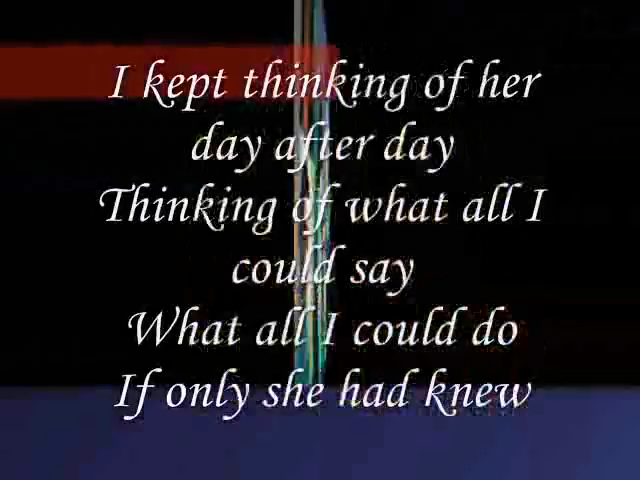 I kept thinking of her
day after day
Thinking of what all I
could say
What all I could do
If only she had knew